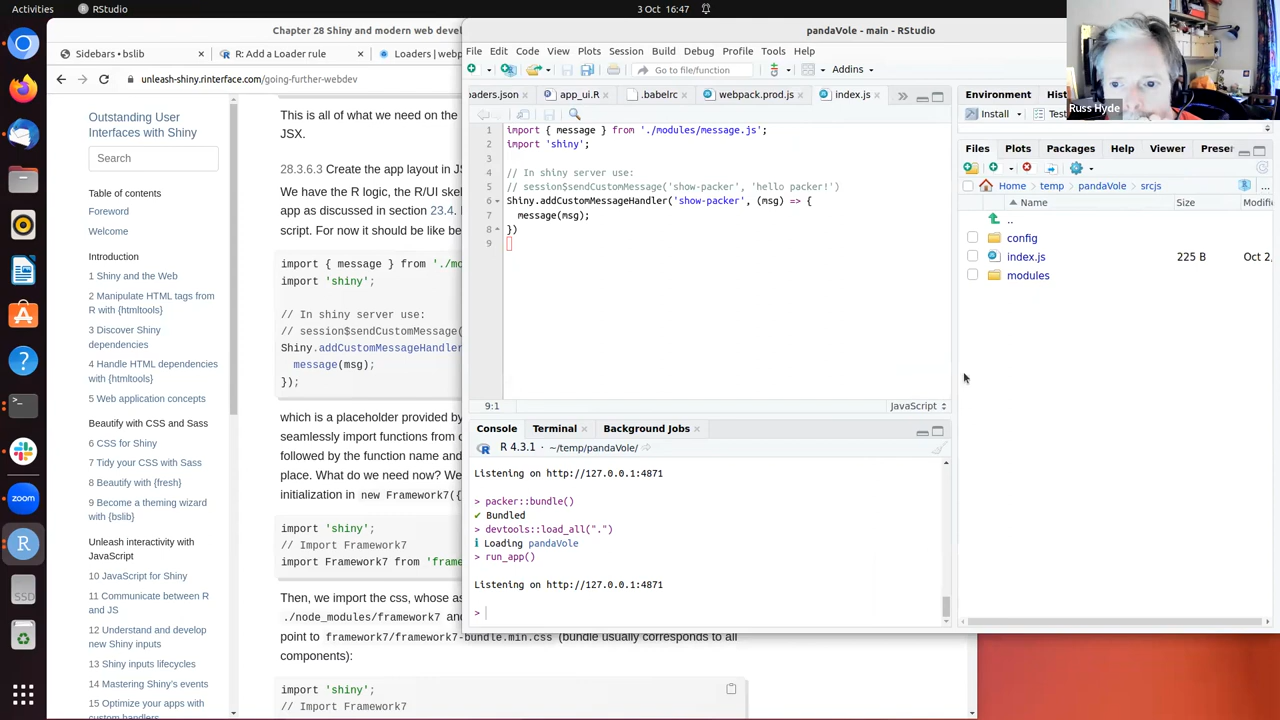 Activities
RStudio
3 Oct 16:47
Chapter 28 Shiny and modern web devel
Sidebars • bslib
R: Add a Loader rule
Loaders | webp
unleash-shiny.rinterface.com/going-further-webdev
Outstanding User
Interfaces with Shiny
Search
Table of contents
Foreword
Welcome
Introduction
1 Shiny and the Web
2 Manipulate HTML tags from
R with {htmltools}
3 Discover Shiny
dependencies
4 Handle HTML dependencies
with {htmltools}
5 Web application concepts
Beautify with CSS and Sass
6 CSS for Shiny
7 Tidy your CSS with Sass
8 Beautify with {fresh}
9 Become a theming wizard
with {bslib}
Unleash interactivity with
JavaScript
10 JavaScript for Shiny
11 Communicate between R
and JS
12 Understand and develop
new Shiny inputs
13 Shiny inputs lifecycles
14 Mastering Shiny's events
15 Optimize your apps with
custom handlers
This is all of what we need on the
JSX.
28.3.6.3 Create the app layout in JS
We have the R logic, the R/UI skel
app as discussed in section 23.4. I
script. For now it should be like be
import { message } from './mo
import 'shiny';
// In shiny server use:
// session$sendCustomMessage(
Shiny.addCustomMessageHandler
message(msg);
});
which is a placeholder provided by
seamlessly import functions from o
followed by the function name and
place. What do we need now? We
initialization in new Framework7({
import 'shiny';
// Import Framework7
import Framework7 from 'frame
Then, we import the css, whose as
./node_modules/framework7 and
point to framework7/framework7-bundle.min.css (bundle usually corresponds to all
components):
import 'shiny';
// Import Framework7
pandaVole - main - RStudio
File Edit Code View Plots Session Build Debug Profile Tools Help
Go to file/function
Addins
aders.json
app_ui.R
.babelrc
webpack.prod.js
index.js
1 import { message } from './modules/message.js';
2 import 'shiny';
3
4 // In shiny server use:
5 // session$sendCustomMessage('show-packer', 'hello packer!')
6 Shiny.addCustomMessageHandler('show-packer', (msg) => {
7 message(msg);
8 })
9
9:1
JavaScript
Console Terminal Background Jobs
R 4.3.1 · ~/temp/pandaVole/
Listening on http://127.0.0.1:4871
> packer::bundle()
✔ Bundled
> devtools::load_all(".")
ℹ Loading pandaVole
> run_app()
Listening on http://127.0.0.1:4871
>
Environment Hist
Install
Test
Files Plots Packages Help Viewer Preser
Home temp pandaVole srcjs
...
Name Size Modifie
..
config
index.js 225 B Oct 2,
modules
Russ Hyde
zoom
R
SSD